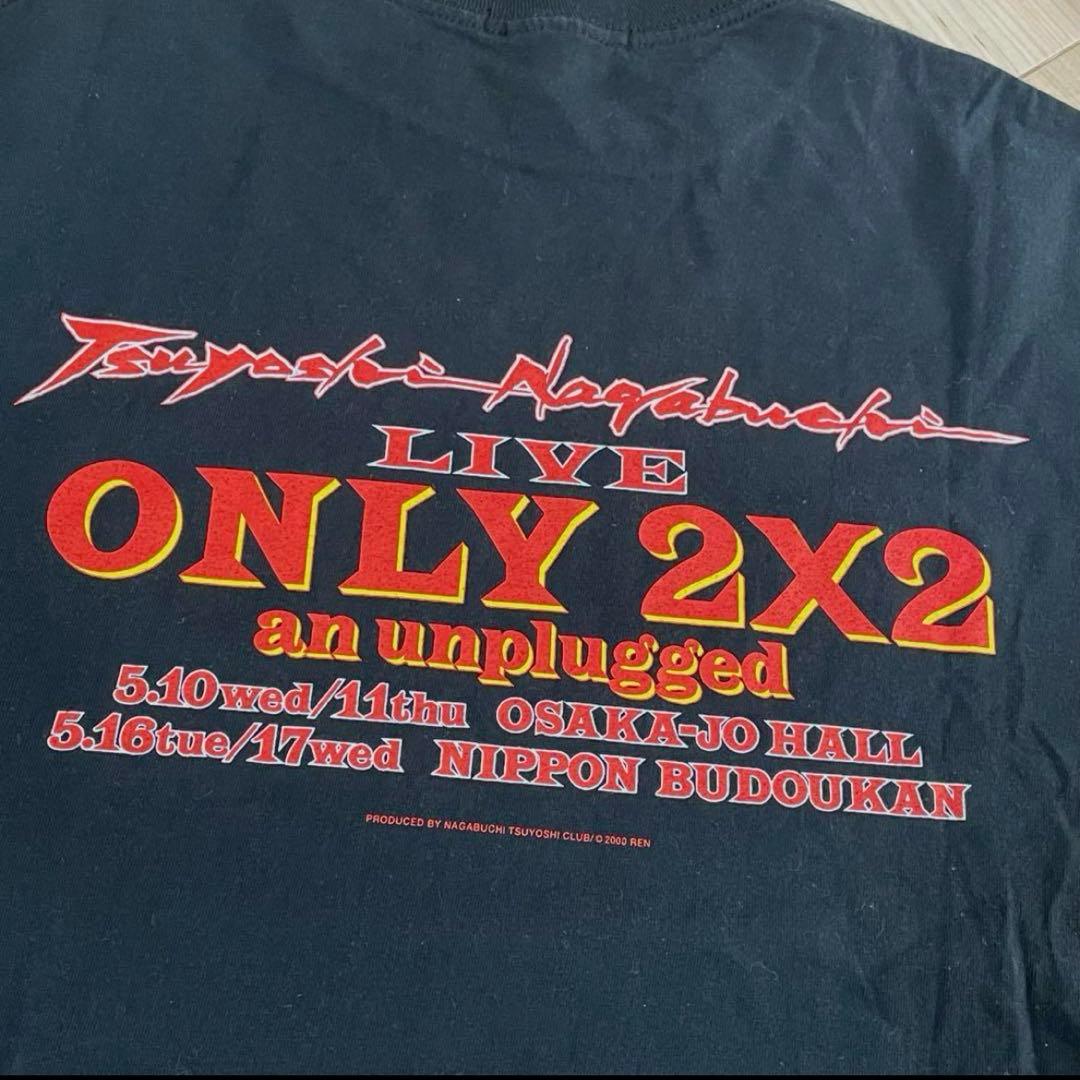 Tsuyoshi Nagabuchi
LIVE
ONLY 2X2
an unplugged
5.10wed/11thu OSAKA-JO HALL
5.16tue/17wed NIPPON BUDOUKAN
PRODUCED BY NAGABUCHI TSUYOSHI CLUB/© 2000 REN